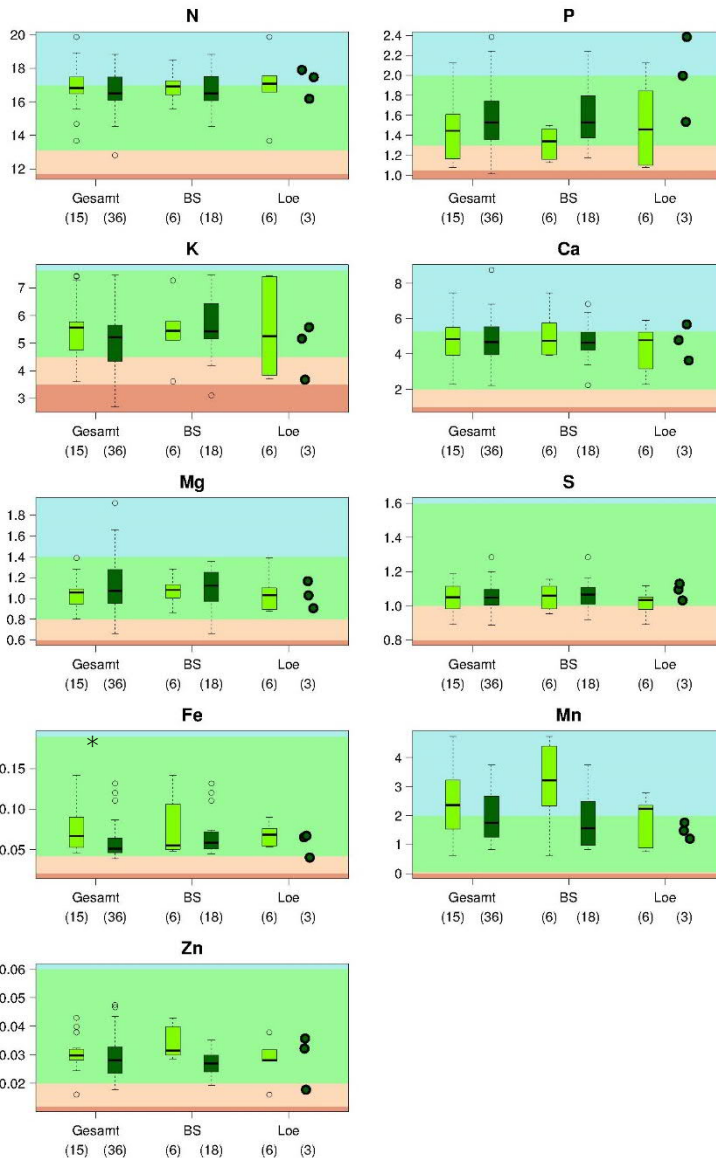 N
20
18
16
14
12
Gesamt BS Loe
(15) (36) (6) (18) (6) (3)
P
2.4
2.2
2.0
1.8
1.6
1.4
1.2
1.0
Gesamt BS Loe
(15) (36) (6) (18) (6) (3)
K
7
6
5
4
3
Gesamt BS Loe
(15) (36) (6) (18) (6) (3)
Ca
8
6
4
2
Gesamt BS Loe
(15) (36) (6) (18) (6) (3)
Mg
1.8
1.6
1.4
1.2
1.0
0.8
0.6
Gesamt BS Loe
(15) (36) (6) (18) (6) (3)
S
1.6
1.4
1.2
1.0
0.8
Gesamt BS Loe
(15) (36) (6) (18) (6) (3)
Fe
*
0.15
0.10
0.05
Gesamt BS Loe
(15) (36) (6) (18) (6) (3)
Mn
4
3
2
1
0
Gesamt BS Loe
(15) (36) (6) (18) (6) (3)
Zn
0.06
0.05
0.04
0.03
0.02
Gesamt BS Loe
(15) (36) (6) (18) (6) (3)